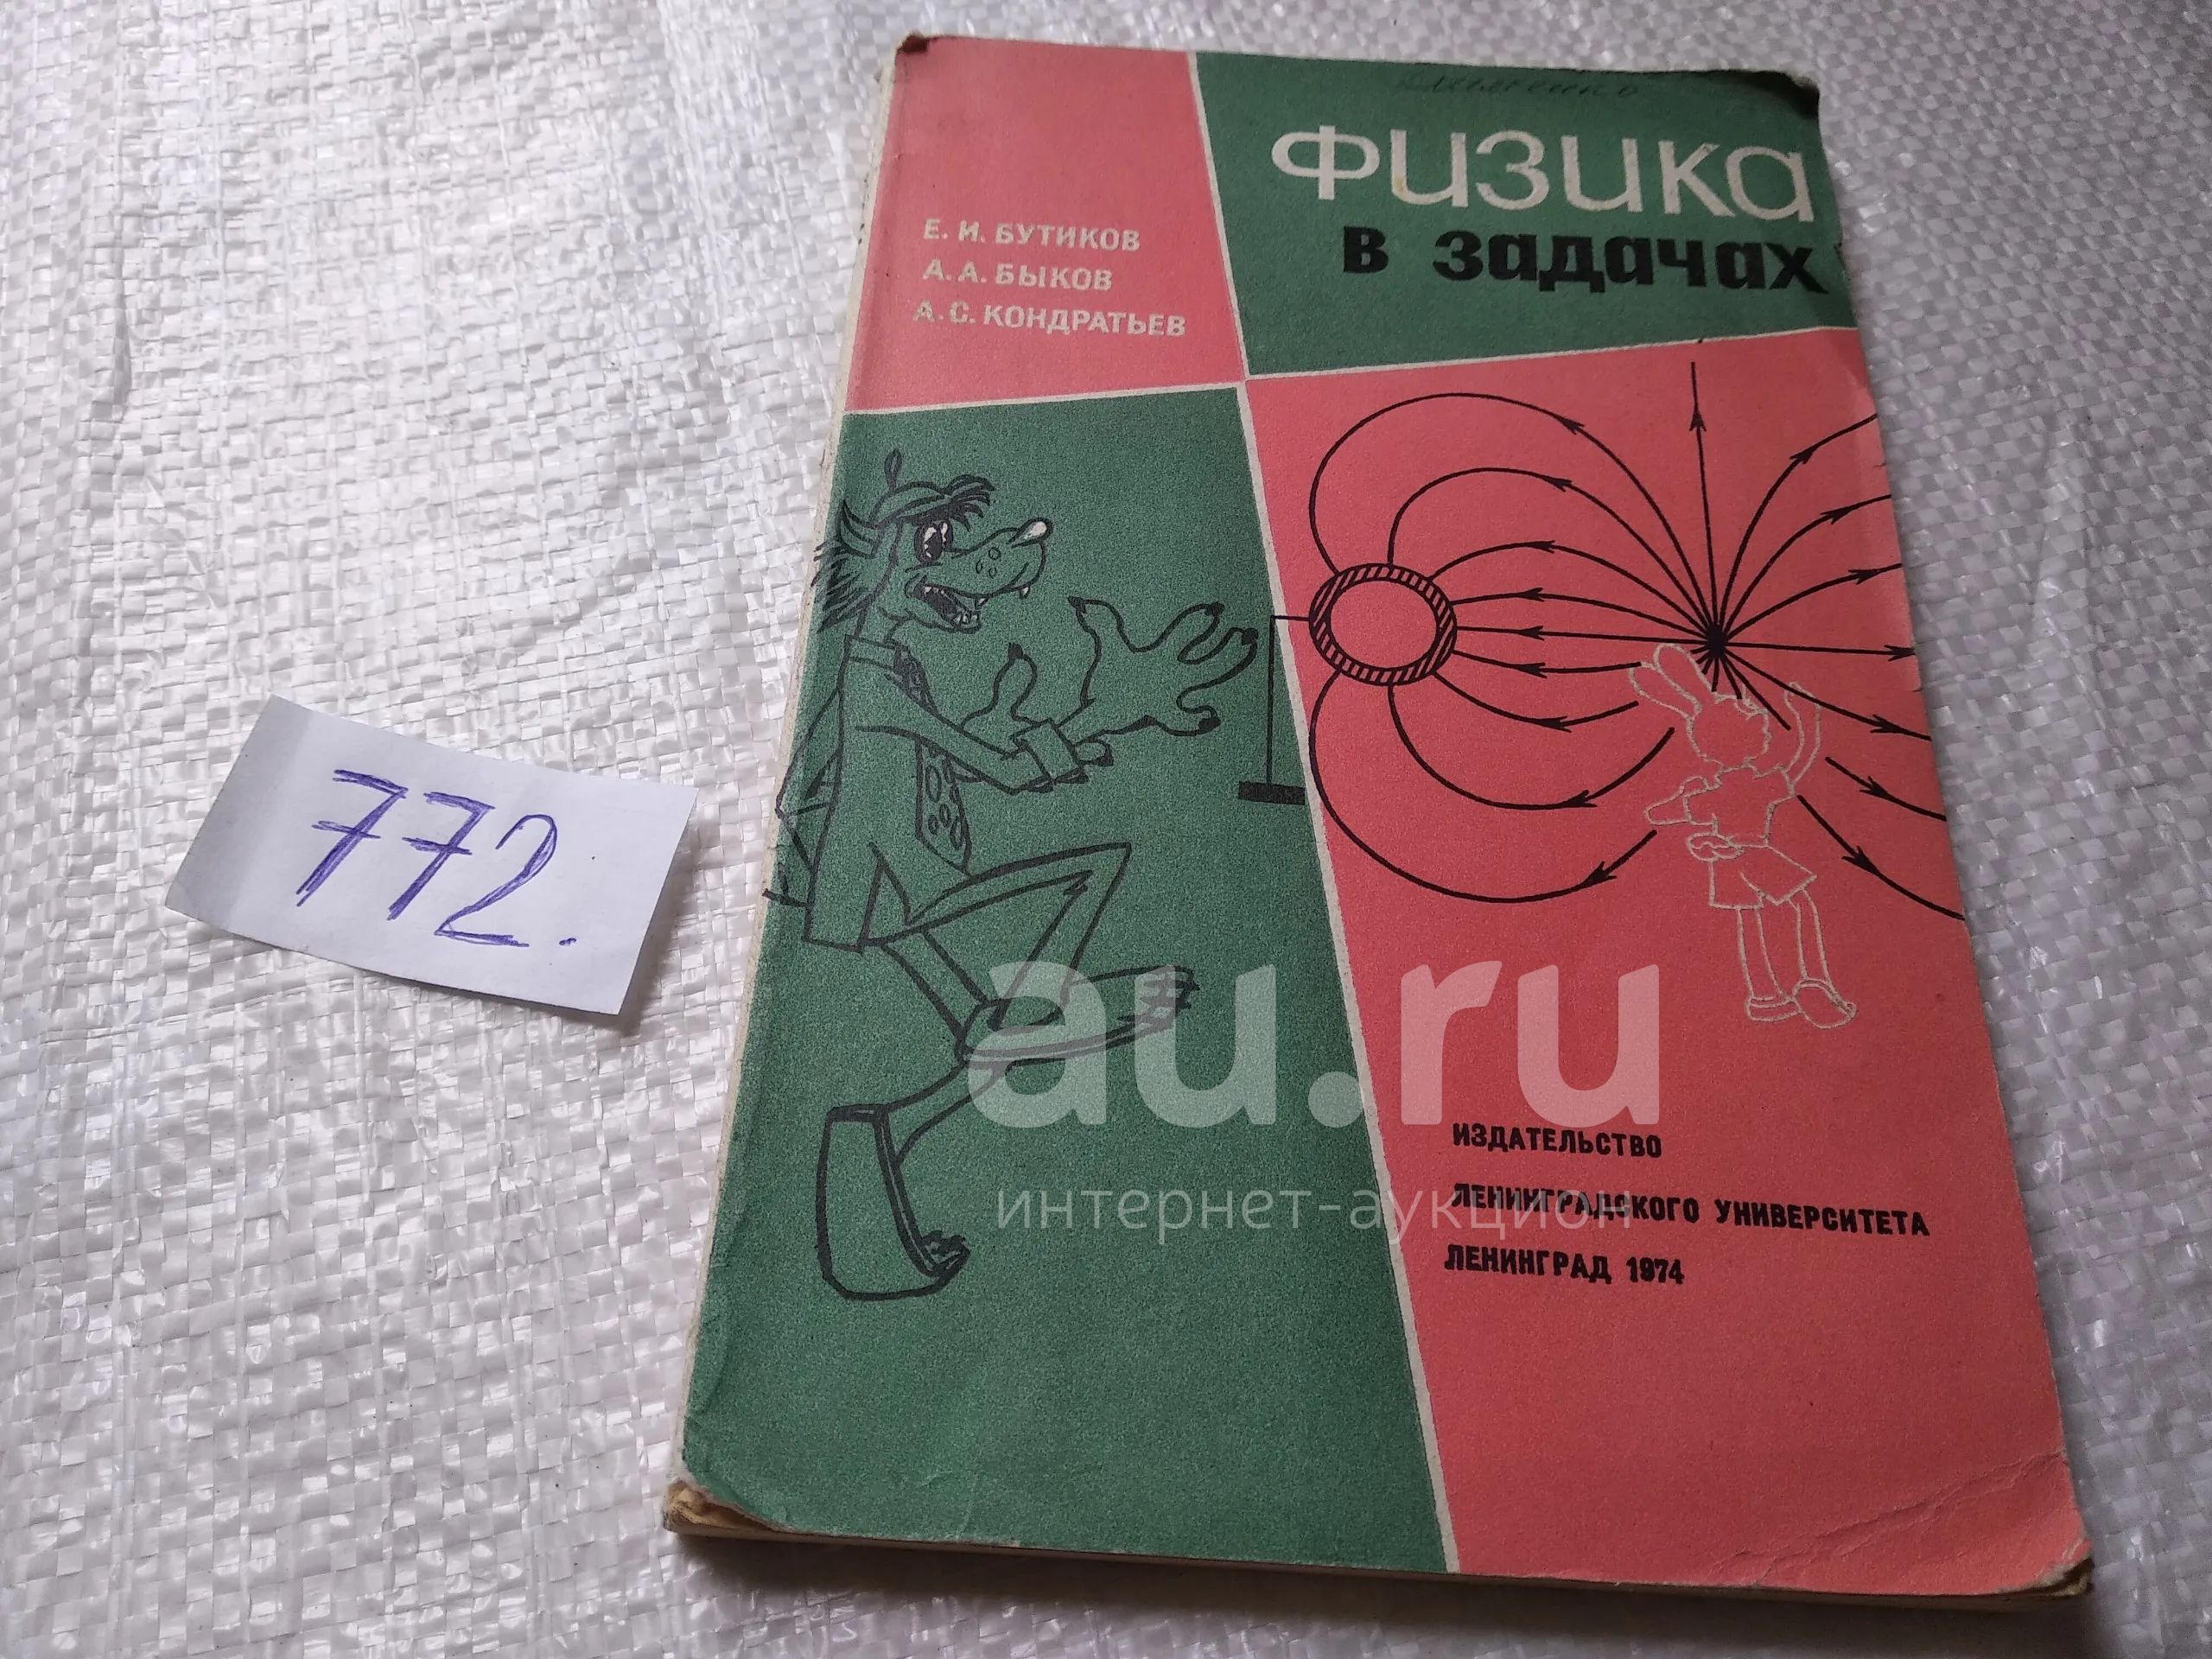 Физика
в задачах
Е. И. БУТИКОВ
А. А. БЫКОВ
А. С. КОНДРАТЬЕВ
772.
au.ru
интернет-аукцион
ИЗДАТЕЛЬСТВО
ЛЕНИНГРАДСКОГО УНИВЕРСИТЕТА
ЛЕНИНГРАД 1974